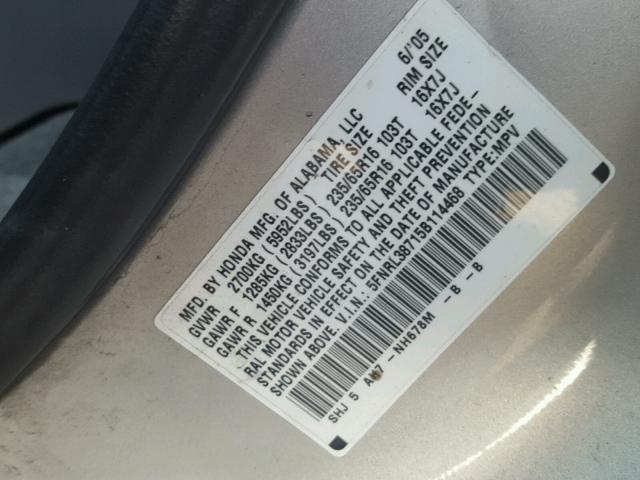 MFD. BY HONDA MFG. OF ALABAMA, LLC 6/'05
GVWR 2700KG (5952LBS) TIRE SIZE RIM SIZE
GAWR F 1285KG (2833LBS) 235/65R16 103T 16X7J
GAWR R 1450KG (3197LBS) 235/65R16 103T 16X7J
THIS VEHICLE CONFORMS TO ALL APPLICABLE FEDE-
RAL MOTOR VEHICLE SAFETY AND THEFT PREVENTION
STANDARDS IN EFFECT ON THE DATE OF MANUFACTURE
SHOWN ABOVE. V.I.N.: 5FNRL38715B114468 TYPE:MPV
SHJ 5 -NH678M - B - B